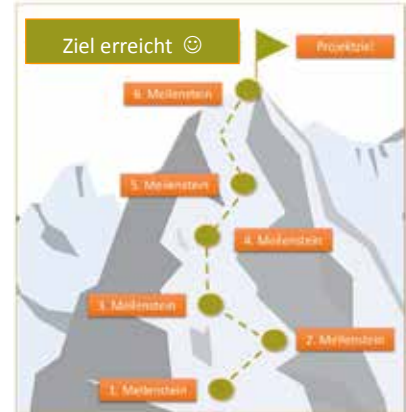 Ziel erreicht ☺
Projektziel
6. Meilenstein
5. Meilenstein
4. Meilenstein
3. Meilenstein
2. Meilenstein
1. Meilenstein